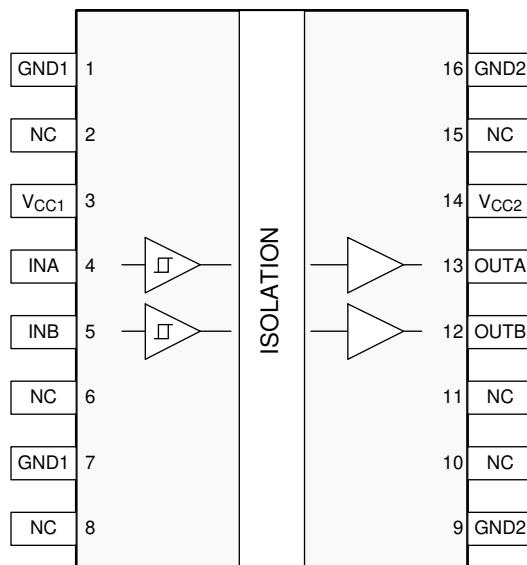 GND1 1 16 GND2
NC 2 15 NC
VCC1 3 14 VCC2
INA 4 13 OUTA
INB 5 12 OUTB
NC 6 11 NC
GND1 7 10 NC
NC 8 9 GND2
ISOLATION